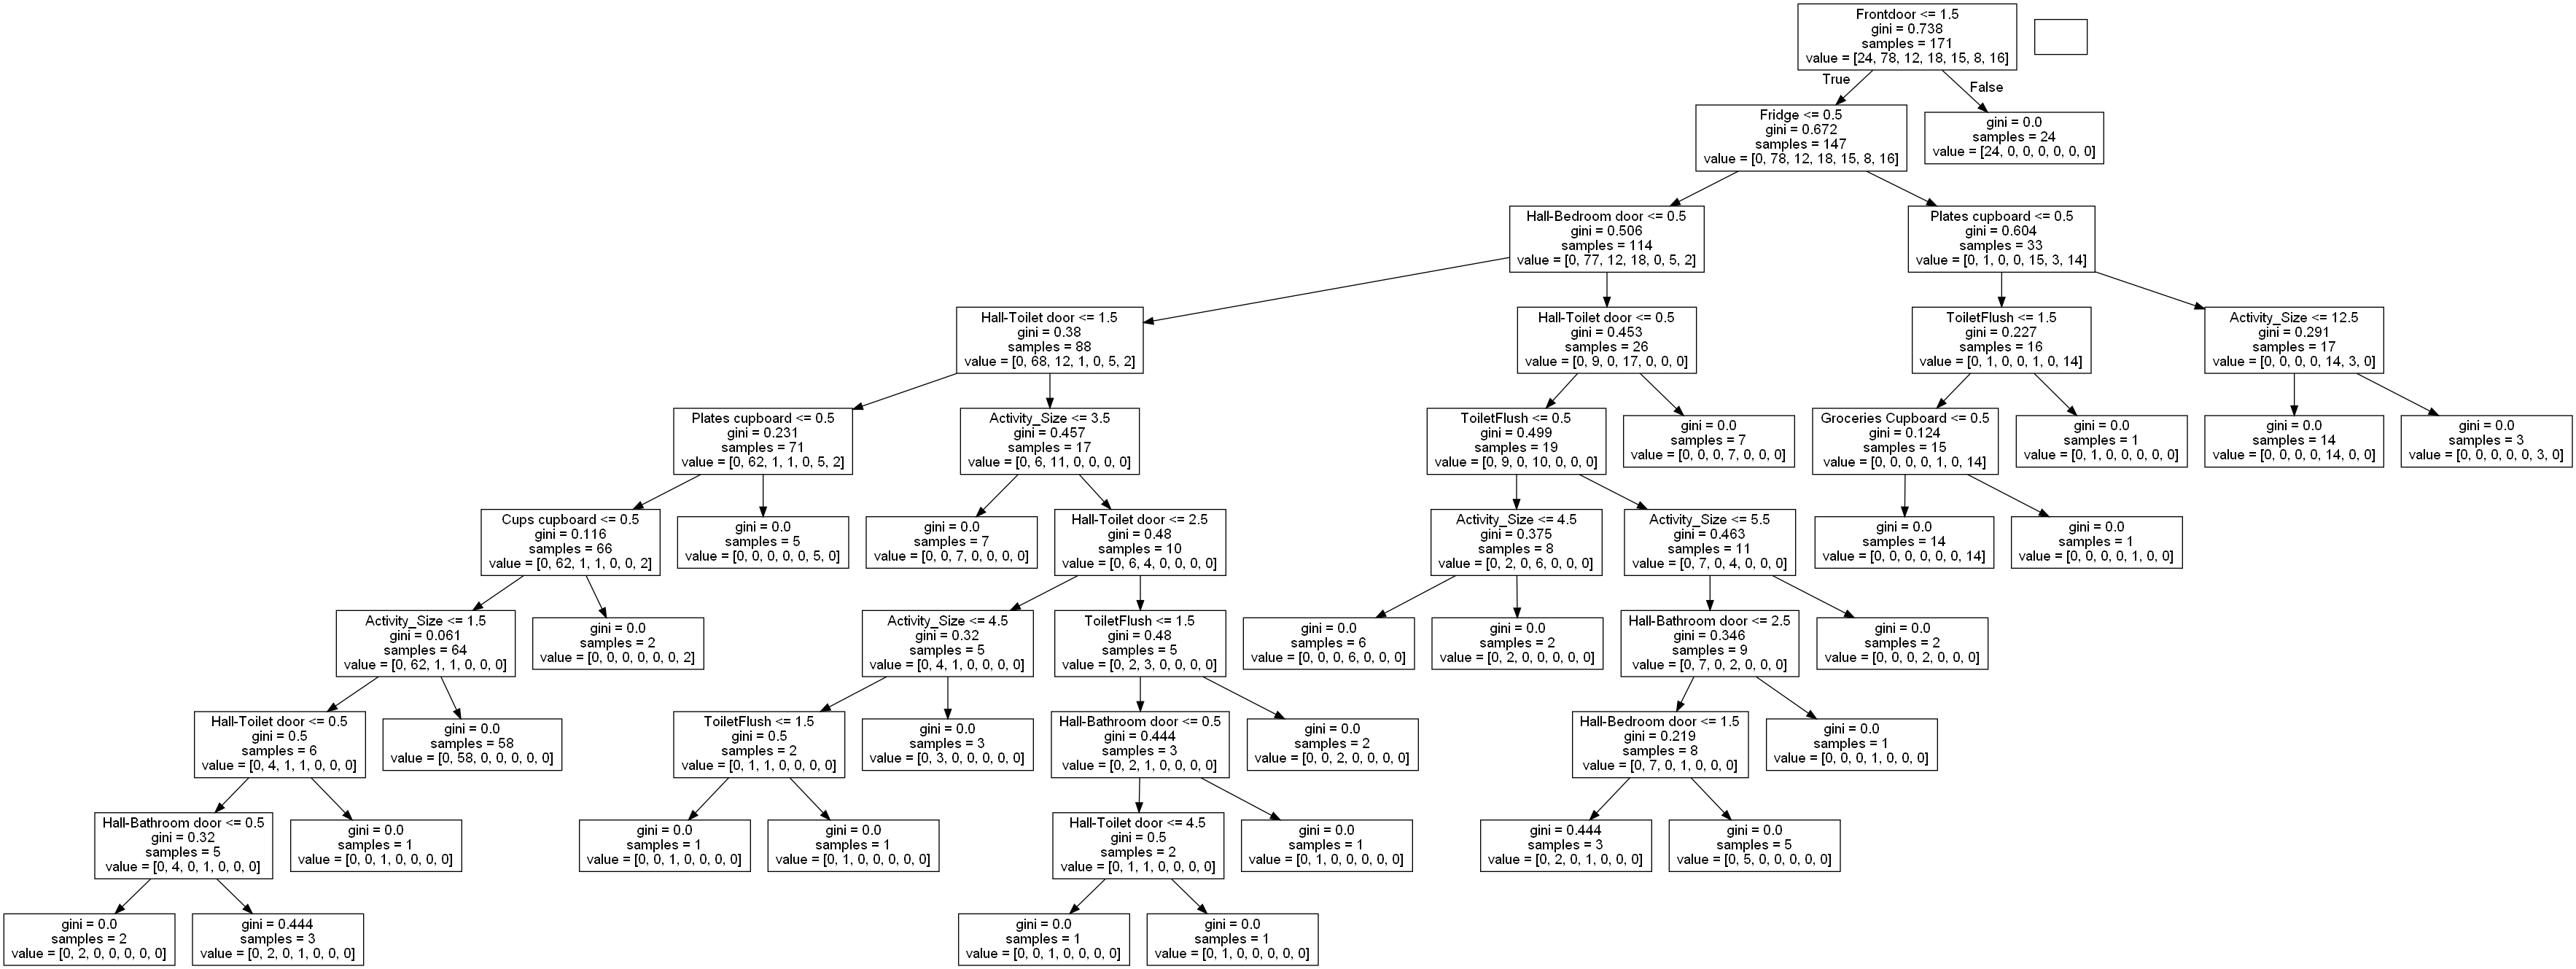 Frontdoor <= 1.5
gini = 0.738
samples = 171
value = [24, 78, 12, 18, 15, 8, 16]
True
False
Fridge <= 0.5
gini = 0.672
samples = 147
value = [0, 78, 12, 18, 15, 8, 16]
gini = 0.0
samples = 24
value = [24, 0, 0, 0, 0, 0, 0]
Hall-Bedroom door <= 0.5
gini = 0.506
samples = 114
value = [0, 77, 12, 18, 0, 5, 2]
Plates cupboard <= 0.5
gini = 0.604
samples = 33
value = [0, 1, 0, 0, 15, 3, 14]
Hall-Toilet door <= 1.5
gini = 0.38
samples = 88
value = [0, 68, 12, 1, 0, 5, 2]
Hall-Toilet door <= 0.5
gini = 0.453
samples = 26
value = [0, 9, 0, 17, 0, 0, 0]
ToiletFlush <= 1.5
gini = 0.227
samples = 16
value = [0, 1, 0, 0, 1, 0, 14]
Activity_Size <= 12.5
gini = 0.291
samples = 17
value = [0, 0, 0, 0, 14, 3, 0]
Plates cupboard <= 0.5
gini = 0.231
samples = 71
value = [0, 62, 1, 1, 0, 5, 2]
Activity_Size <= 3.5
gini = 0.457
samples = 17
value = [0, 6, 11, 0, 0, 0, 0]
ToiletFlush <= 0.5
gini = 0.499
samples = 19
value = [0, 9, 0, 10, 0, 0, 0]
gini = 0.0
samples = 7
value = [0, 0, 0, 7, 0, 0, 0]
Groceries Cupboard <= 0.5
gini = 0.124
samples = 15
value = [0, 0, 0, 0, 1, 0, 14]
gini = 0.0
samples = 1
value = [0, 1, 0, 0, 0, 0, 0]
gini = 0.0
samples = 14
value = [0, 0, 0, 0, 14, 0, 0]
gini = 0.0
samples = 3
value = [0, 0, 0, 0, 0, 3, 0]
Cups cupboard <= 0.5
gini = 0.116
samples = 66
value = [0, 62, 1, 1, 0, 0, 2]
gini = 0.0
samples = 5
value = [0, 0, 0, 0, 0, 5, 0]
gini = 0.0
samples = 7
value = [0, 0, 7, 0, 0, 0, 0]
Hall-Toilet door <= 2.5
gini = 0.48
samples = 10
value = [0, 6, 4, 0, 0, 0, 0]
Activity_Size <= 4.5
gini = 0.375
samples = 8
value = [0, 2, 0, 6, 0, 0, 0]
Activity_Size <= 5.5
gini = 0.463
samples = 11
value = [0, 7, 0, 4, 0, 0, 0]
gini = 0.0
samples = 14
value = [0, 0, 0, 0, 0, 0, 14]
gini = 0.0
samples = 1
value = [0, 0, 0, 0, 1, 0, 0]
Activity_Size <= 1.5
gini = 0.061
samples = 64
value = [0, 62, 1, 1, 0, 0, 0]
gini = 0.0
samples = 2
value = [0, 0, 0, 0, 0, 0, 2]
Activity_Size <= 4.5
gini = 0.32
samples = 5
value = [0, 4, 1, 0, 0, 0, 0]
ToiletFlush <= 1.5
gini = 0.48
samples = 5
value = [0, 2, 3, 0, 0, 0, 0]
gini = 0.0
samples = 6
value = [0, 0, 0, 6, 0, 0, 0]
gini = 0.0
samples = 2
value = [0, 2, 0, 0, 0, 0, 0]
Hall-Bathroom door <= 2.5
gini = 0.346
samples = 9
value = [0, 7, 0, 2, 0, 0, 0]
gini = 0.0
samples = 2
value = [0, 0, 0, 2, 0, 0, 0]
Hall-Toilet door <= 0.5
gini = 0.5
samples = 6
value = [0, 4, 1, 1, 0, 0, 0]
gini = 0.0
samples = 58
value = [0, 58, 0, 0, 0, 0, 0]
ToiletFlush <= 1.5
gini = 0.5
samples = 2
value = [0, 1, 1, 0, 0, 0, 0]
gini = 0.0
samples = 3
value = [0, 3, 0, 0, 0, 0, 0]
Hall-Bathroom door <= 0.5
gini = 0.444
samples = 3
value = [0, 2, 1, 0, 0, 0, 0]
gini = 0.0
samples = 2
value = [0, 0, 2, 0, 0, 0, 0]
Hall-Bedroom door <= 1.5
gini = 0.219
samples = 8
value = [0, 7, 0, 1, 0, 0, 0]
gini = 0.0
samples = 1
value = [0, 0, 0, 1, 0, 0, 0]
Hall-Bathroom door <= 0.5
gini = 0.32
samples = 5
value = [0, 4, 0, 1, 0, 0, 0]
gini = 0.0
samples = 1
value = [0, 0, 1, 0, 0, 0, 0]
gini = 0.0
samples = 1
value = [0, 0, 1, 0, 0, 0, 0]
gini = 0.0
samples = 1
value = [0, 1, 0, 0, 0, 0, 0]
Hall-Toilet door <= 4.5
gini = 0.5
samples = 2
value = [0, 1, 1, 0, 0, 0, 0]
gini = 0.0
samples = 1
value = [0, 1, 0, 0, 0, 0, 0]
gini = 0.444
samples = 3
value = [0, 2, 0, 1, 0, 0, 0]
gini = 0.0
samples = 5
value = [0, 5, 0, 0, 0, 0, 0]
gini = 0.0
samples = 2
value = [0, 2, 0, 0, 0, 0, 0]
gini = 0.444
samples = 3
value = [0, 2, 0, 1, 0, 0, 0]
gini = 0.0
samples = 1
value = [0, 0, 1, 0, 0, 0, 0]
gini = 0.0
samples = 1
value = [0, 1, 0, 0, 0, 0, 0]